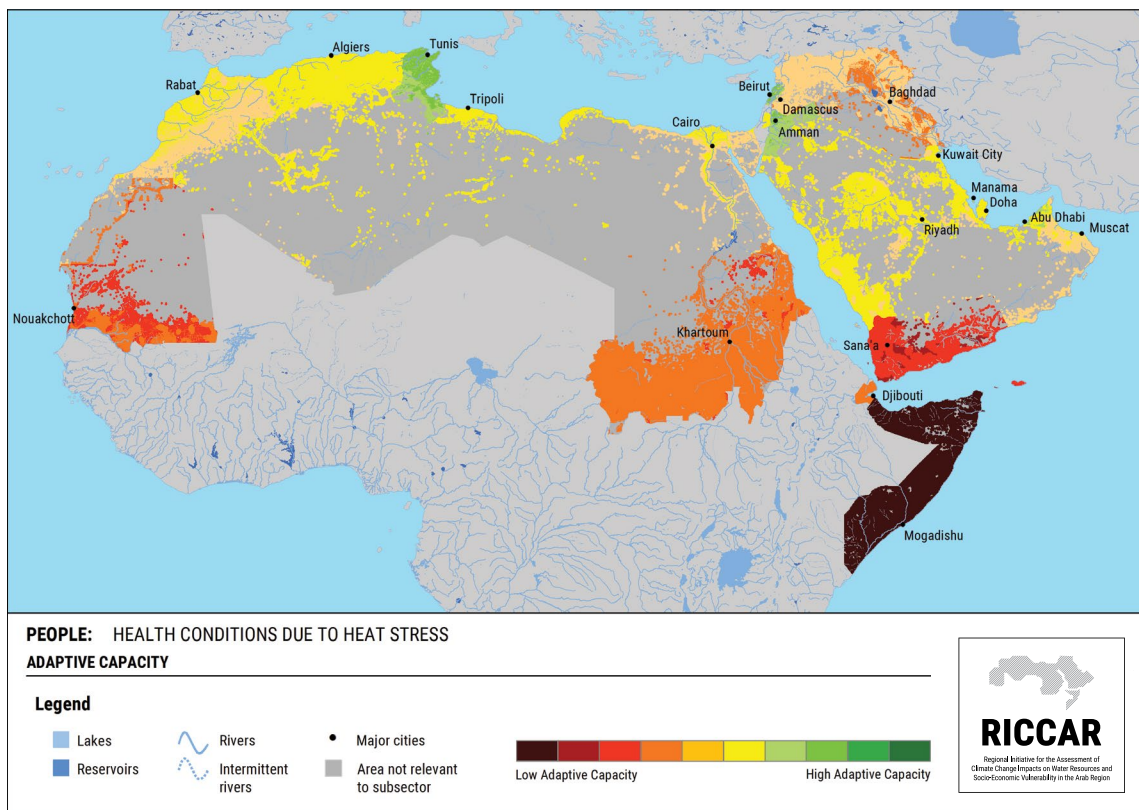 Algiers
Tunis
Rabat
Tripoli
Beirut
Damascus
Baghdad
Amman
Cairo
Kuwait City
Manama
Doha
Abu Dhabi
Riyadh
Muscat
Nouakchott
Khartoum
Sana'a
Djibouti
Mogadishu
PEOPLE: HEALTH CONDITIONS DUE TO HEAT STRESS
ADAPTIVE CAPACITY
Legend
Lakes
Rivers
Major cities
Reservoirs
Intermittent
rivers
Area not relevant
to subsector
Low Adaptive Capacity
High Adaptive Capacity
RICCAR
Regional Initiative for the Assessment of
Climate Change Impacts on Water Resources and
Socio-Economic Vulnerability in the Arab Region